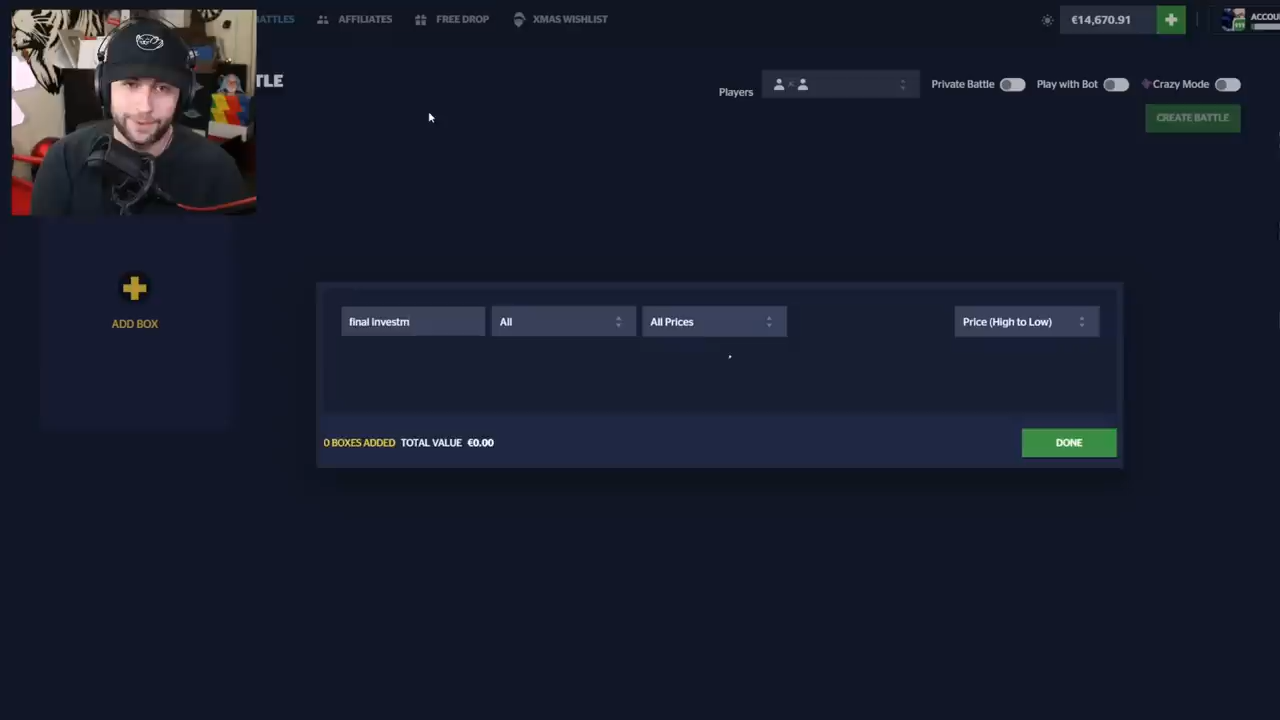 BATTLES AFFILIATES FREE DROP XMAS WISHLIST €14,670.91 ACCOU
TLE
Players Private Battle Play with Bot Crazy Mode
CREATE BATTLE
ADD BOX
final investm All All Prices Price (High to Low)
0 BOXES ADDED TOTAL VALUE €0.00 DONE